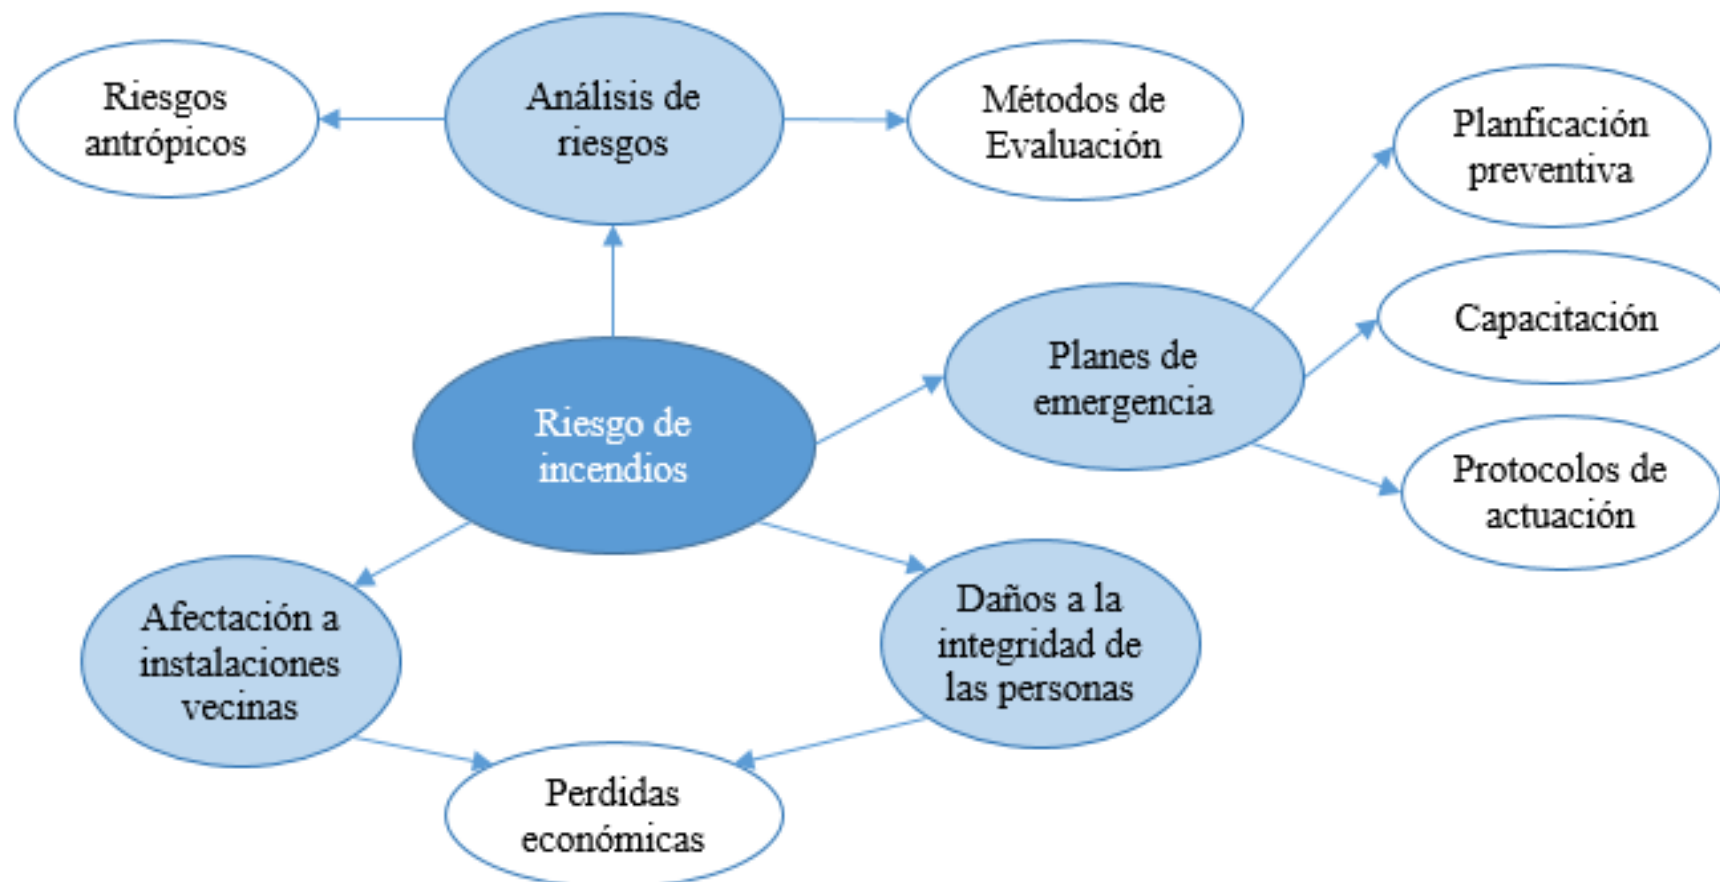 Riesgos
antrópicos
Análisis de
riesgos
Métodos de
Evaluación
Planficación
preventiva
Capacitación
Planes de
emergencia
Riesgo de
incendios
Protocolos de
actuación
Afectación a
instalaciones
vecinas
Daños a la
integridad de
las personas
Perdidas
económicas